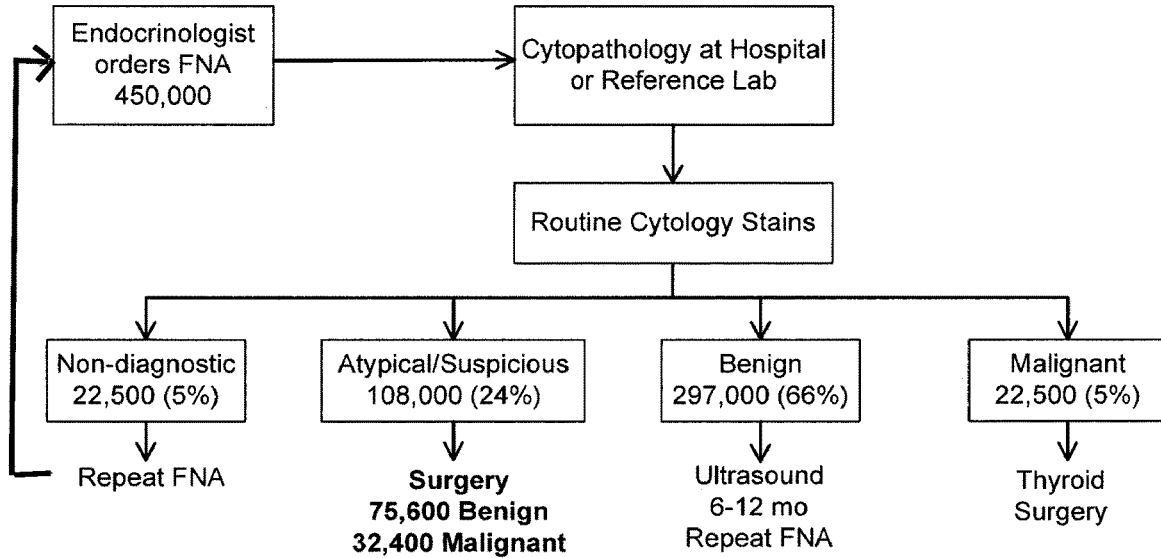 Endocrinologist
orders FNA
450,000
Cytopathology at Hospital
or Reference Lab
Routine Cytology Stains
Non-diagnostic
22,500 (5%)
Atypical/Suspicious
108,000 (24%)
Benign
297,000 (66%)
Malignant
22,500 (5%)
Repeat FNA
Surgery
75,600 Benign
32,400 Malignant
Ultrasound
6-12 mo
Repeat FNA
Thyroid
Surgery